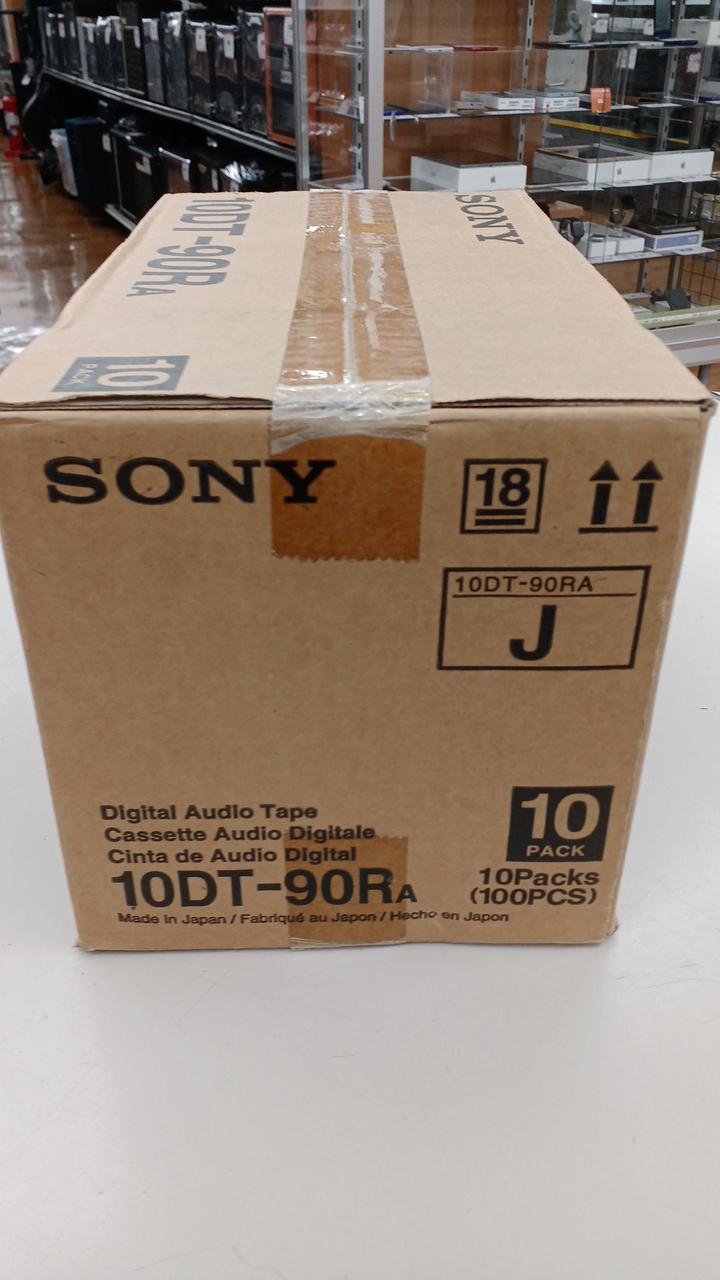 10DT-90RA
SONY
10
PACK
SONY
18
10DT-90RA
J
Digital Audio Tape
Cassette Audio Digitale
Cinta de Audio Digital
10DT-90RA
Made in Japan / Fabriqué au Japon / Hecho en Japon
10
PACK
10Packs
(100PCS)